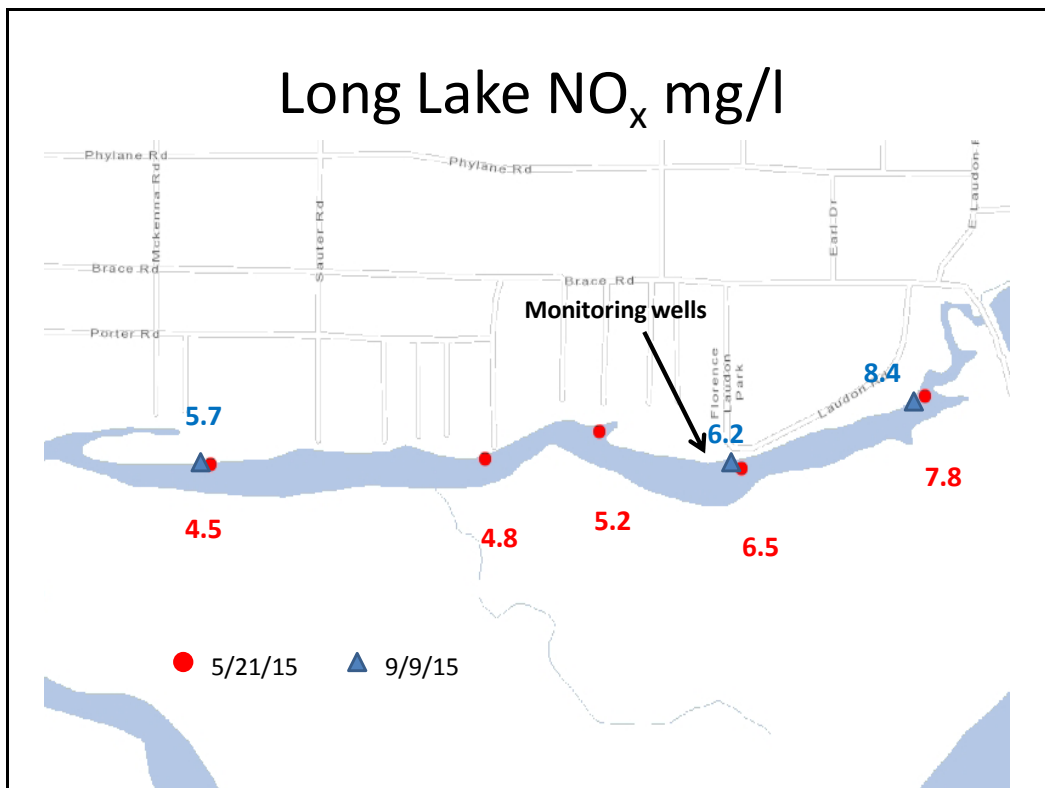 Long Lake NOx mg/l
Phylane Rd
Phylane Rd
Mckenna Rd
Sauter Rd
Earl Dr
E Laudon R
Brace Rd
Brace Rd
Monitoring wells
Porter Rd
Florence
Laudon
Park
Laudon Rd
8.4
5.7
6.2
7.8
4.5
4.8
5.2
6.5
5/21/15
9/9/15